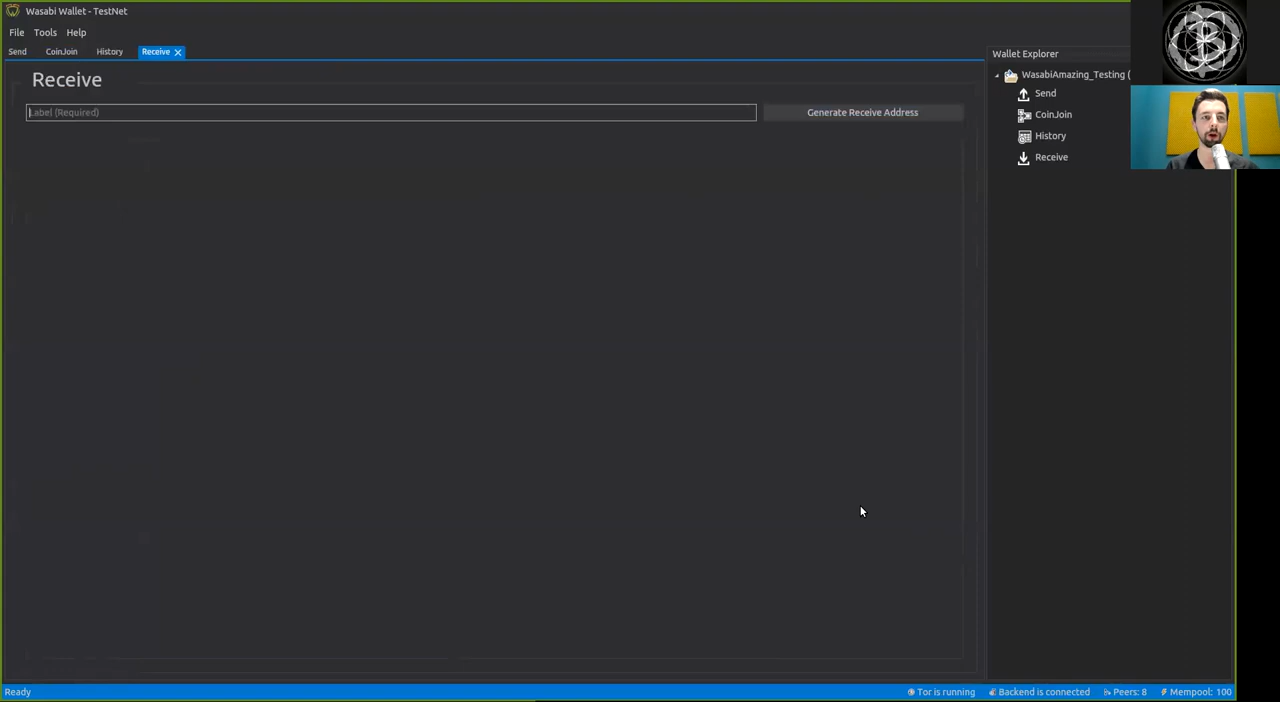 Wasabi Wallet - TestNet
File Tools Help
Send CoinJoin History Receive
Wallet Explorer
Receive
WasabiAmazing_Testing (
Label (Required) Generate Receive Address
Send
CoinJoin
History
Receive
Ready Tor is running Backend is connected Peers: 8 Mempool: 100